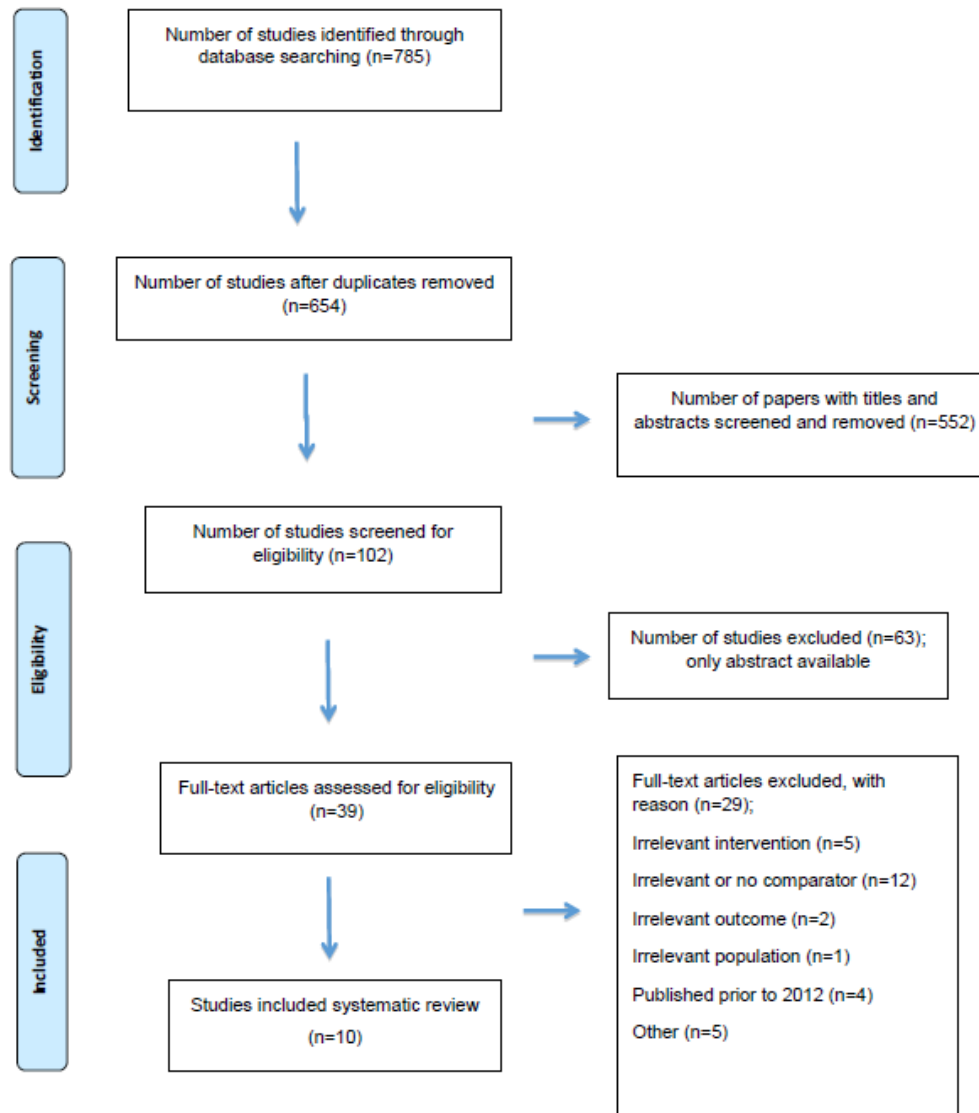 Identification
Number of studies identified through
database searching (n=785)
Screening
Number of studies after duplicates removed
(n=654)
Number of papers with titles and
abstracts screened and removed (n=552)
Eligibility
Number of studies screened for
eligibility (n=102)
Number of studies excluded (n=63);
only abstract available
Full-text articles assessed for eligibility
(n=39)
Full-text articles excluded, with
reason (n=29);
Irrelevant intervention (n=5)
Irrelevant or no comparator (n=12)
Irrelevant outcome (n=2)
Irrelevant population (n=1)
Published prior to 2012 (n=4)
Other (n=5)
Included
Studies included systematic review
(n=10)